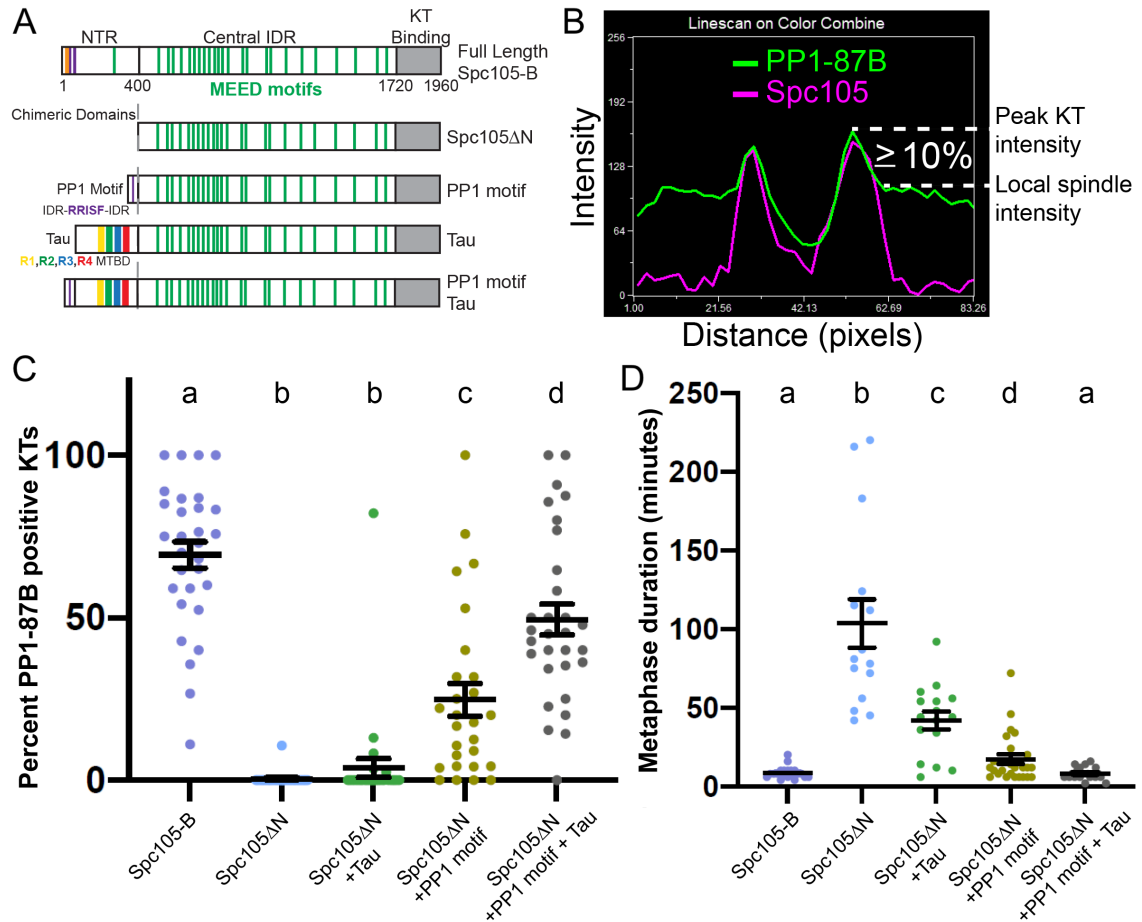 A
NTR
Central IDR
KT
Binding
Full Length
Spc105-B
1
400
MEED motifs
1720
1960
Chimeric Domains
Spc105ΔN
PP1 Motif
IDR-RRISF-IDR
PP1 motif
Tau
R1,R2,R3,R4 MTBD
Tau
PP1 motif
Tau
B
Linescan on Color Combine
256
192
128
64
0
Intensity
PP1-87B
Spc105
≥ 10%
Peak KT
intensity
Local spindle
intensity
1.00
21.56
42.13
62.69
83.26
Distance (pixels)
C
a
b
b
c
d
Percent PP1-87B positive KTs
100
50
0
Spc105-B
Spc105ΔN
Spc105ΔN
+Tau
Spc105ΔN
+PP1 motif
Spc105ΔN
+PP1 motif + Tau
D
a
b
c
d
a
Metaphase duration (minutes)
250
200
150
100
50
0
Spc105-B
Spc105ΔN
Spc105ΔN
+Tau
Spc105ΔN
+PP1 motif
Spc105ΔN
+PP1 motif + Tau